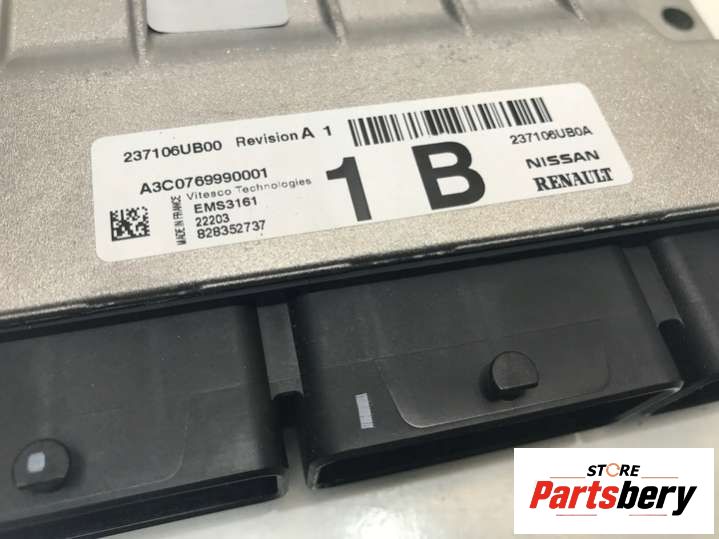 237106UB00 Revision A 1
237106UB0A
A3C0769990001
1 B
NISSAN
RENAULT
MADE IN FRANCE
Vitesco Technologies
EMS3161
22203
828352737
STORE
Partsbery